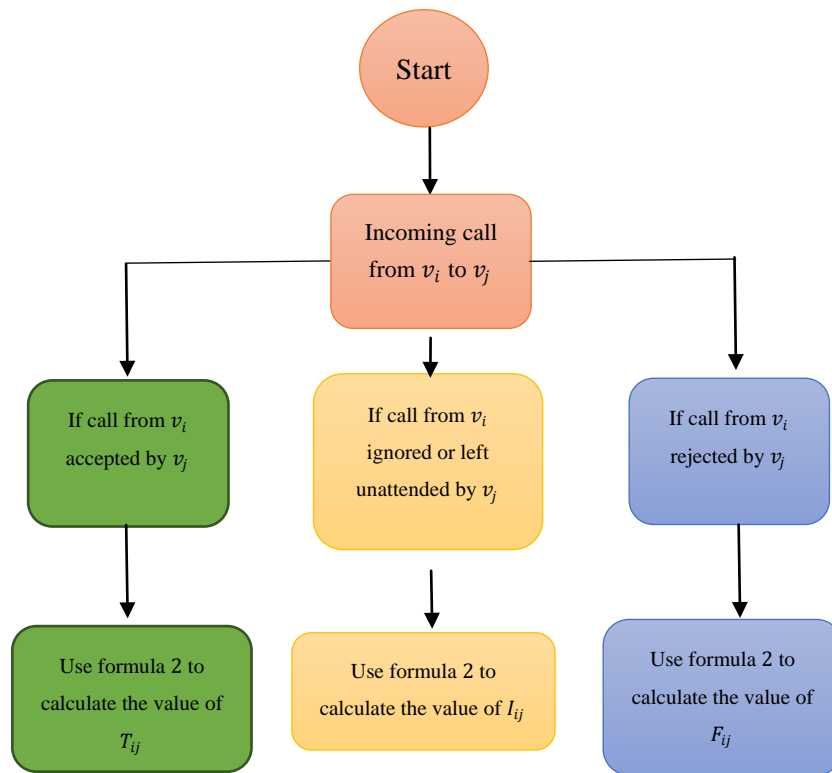 Start
Incoming call
from v_i to v_j
If call from v_i
accepted by v_j
If call from v_i
ignored or left
unattended by v_j
If call from v_i
rejected by v_j
Use formula 2 to
calculate the value of
T_ij
Use formula 2 to
calculate the value of I_ij
Use formula 2 to
calculate the value of
F_ij